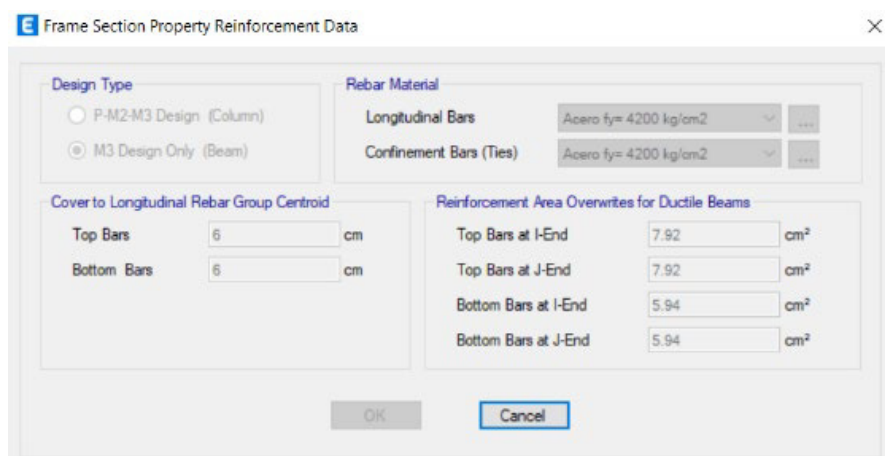 E Frame Section Property Reinforcement Data
Design Type
P-M2-M3 Design (Column)
M3 Design Only (Beam)
Rebar Material
Longitudinal Bars Acero fy= 4200 kg/cm2 ...
Confinement Bars (Ties) Acero fy= 4200 kg/cm2 ...
Cover to Longitudinal Rebar Group Centroid
Top Bars 6 cm
Bottom Bars 6 cm
Reinforcement Area Overwrites for Ductile Beams
Top Bars at I-End 7.92 cm²
Top Bars at J-End 7.92 cm²
Bottom Bars at I-End 5.94 cm²
Bottom Bars at J-End 5.94 cm²
OK Cancel